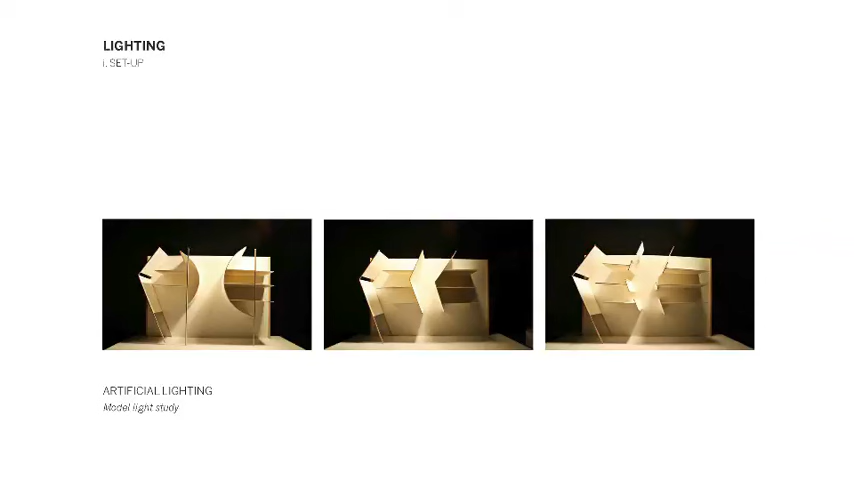 LIGHTING
i. SET-UP
ARTIFICIAL LIGHTING
Model light study